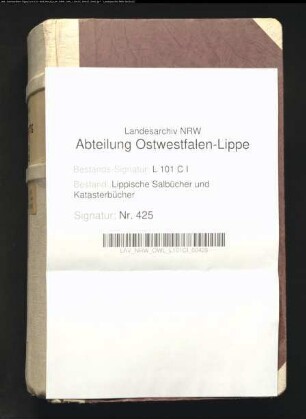 Landesarchiv NRW
Abteilung Ostwestfalen-Lippe
Bestands-Signatur: L 101 C I
Bestand: Lippische Salbücher und
Katasterbücher
Signatur: Nr. 425